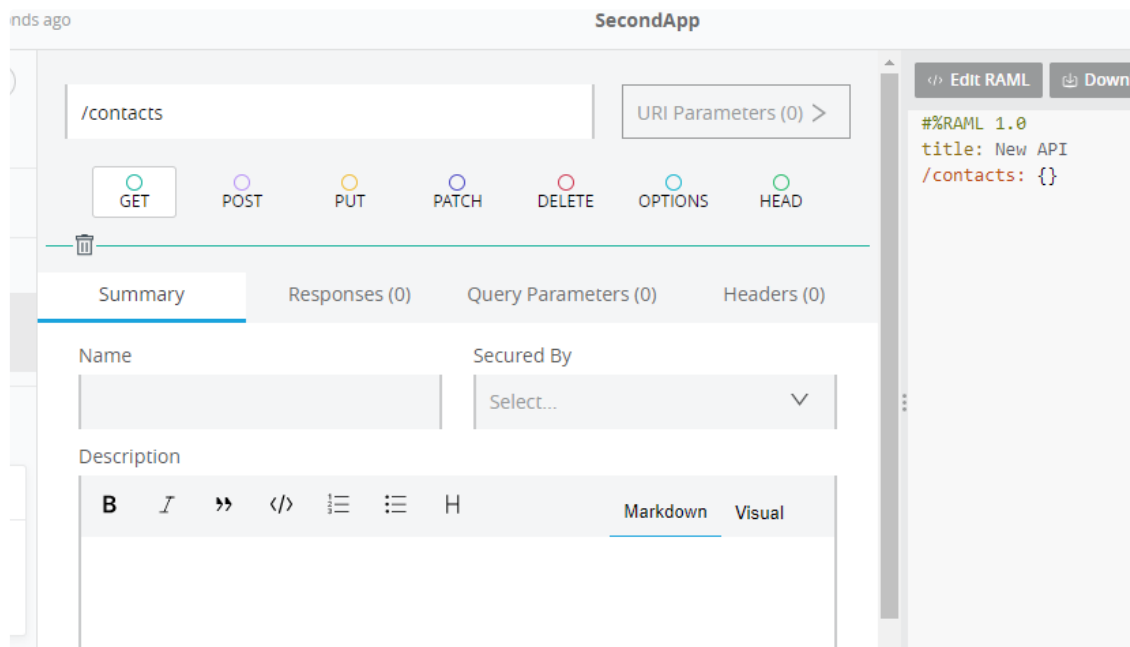 nds ago
SecondApp
/contacts
URI Parameters (0)
Edit RAML
Down
#%RAML 1.0
title: New API
/contacts: {}
GET
POST
PUT
PATCH
DELETE
OPTIONS
HEAD
Summary
Responses (0)
Query Parameters (0)
Headers (0)
Name
Secured By
Select...
Description
B I ,, </> H
Markdown
Visual